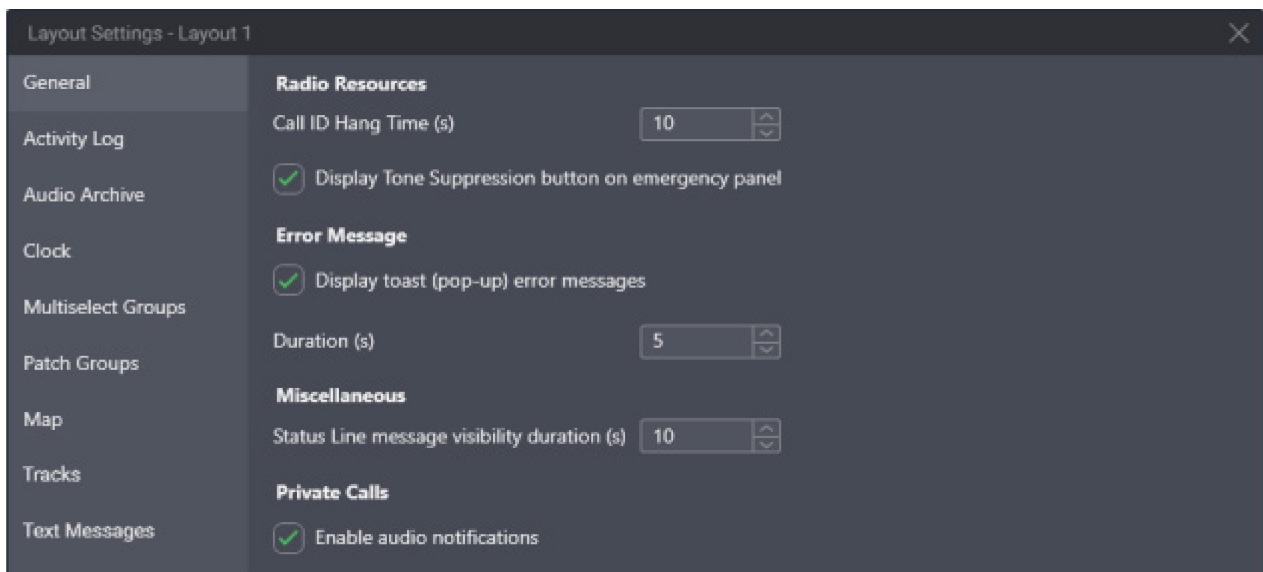 Layout Settings - Layout 1
General
Activity Log
Audio Archive
Clock
Multiselect Groups
Patch Groups
Map
Tracks
Text Messages
Radio Resources
Call ID Hang Time (s) 10
Display Tone Suppression button on emergency panel
Error Message
Display toast (pop-up) error messages
Duration (s) 5
Miscellaneous
Status Line message visibility duration (s) 10
Private Calls
Enable audio notifications